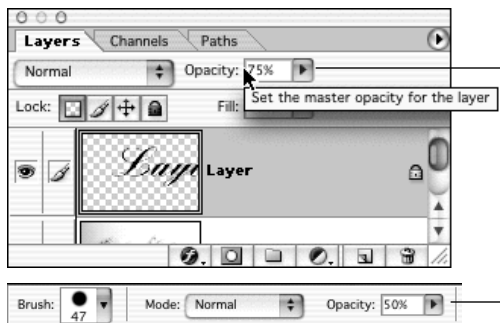 Layers Channels Paths
Normal Opacity: 75%
Set the master opacity for the layer
Lock: Fill:
Layer
Brush: 47 Mode: Normal Opacity: 50%